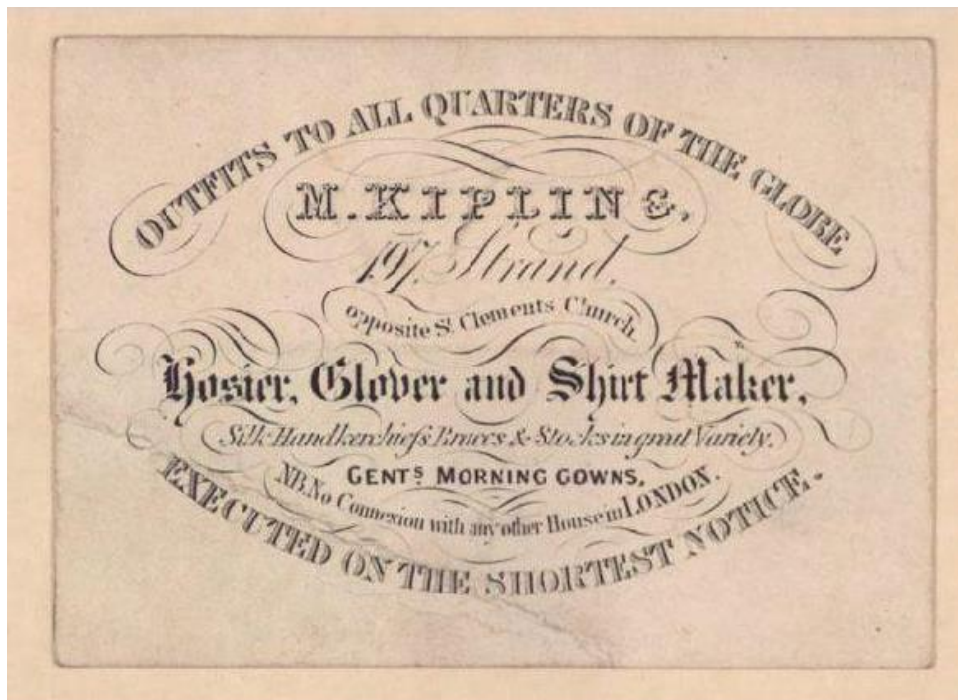 OUTFITS TO ALL QUARTERS OF THE GLOBE
M. KIPLING.
197, Strand,
opposite St Clements Church,
Hosier, Glover and Shirt Maker,
Silk Handkerchiefs Braces & Stocks in great Variety.
GENTS MORNING GOWNS,
NB. No Connexion with any other House in LONDON.
EXECUTED ON THE SHORTEST NOTICE.